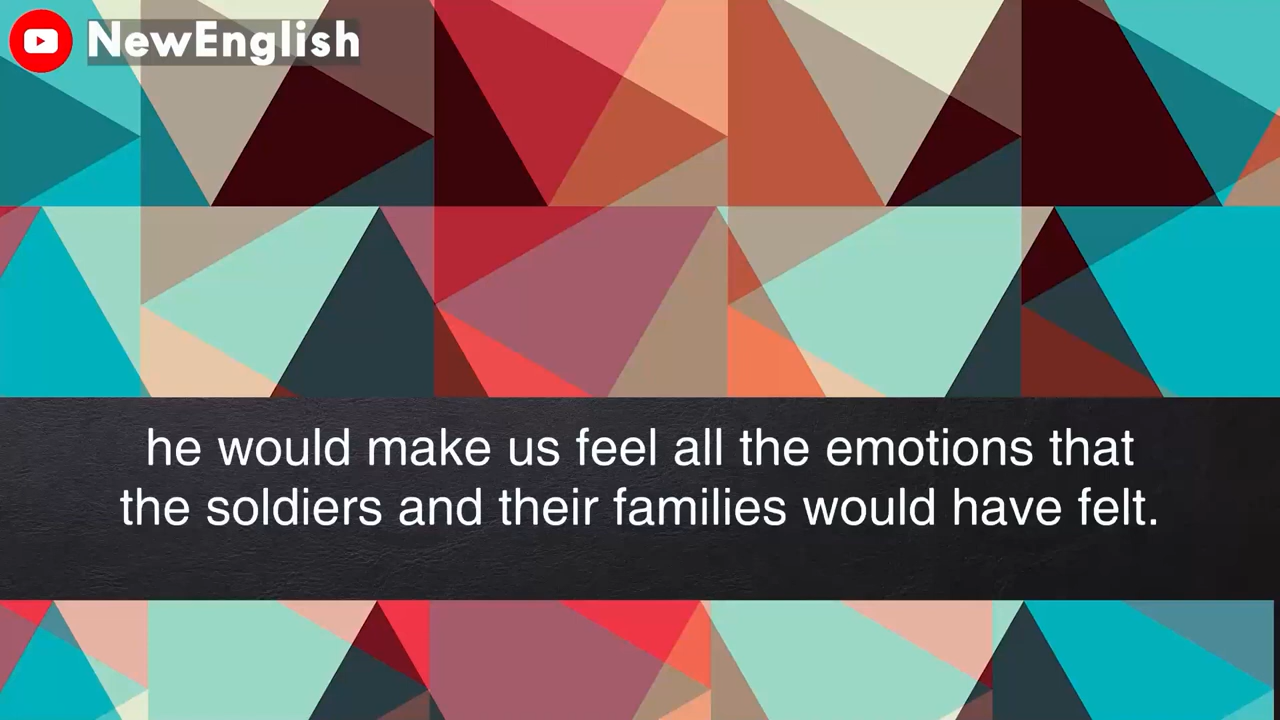 NewEnglish
he would make us feel all the emotions that
the soldiers and their families would have felt.